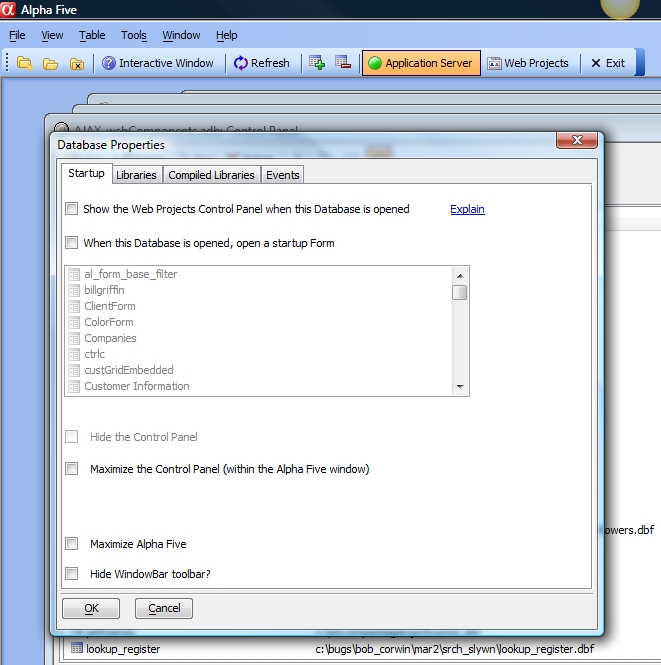 Alpha Five
File View Table Tools Window Help
Interactive Window Refresh Application Server Web Projects Exit
AJAX_webComponents.adb: Control Panel
Database Properties
Startup Libraries Compiled Libraries Events
Show the Web Projects Control Panel when this Database is opened Explain
When this Database is opened, open a startup Form
al_form_base_filter
billgriffin
ClientForm
ColorForm
Companies
ctrlc
custGridEmbedded
Customer Information
Hide the Control Panel
Maximize the Control Panel (within the Alpha Five window)
owers.dbf
Maximize Alpha Five
Hide WindowBar toolbar?
OK Cancel
lookup_register c:\bugs\bob_corwin\mar2\srch_slywn\lookup_register.dbf